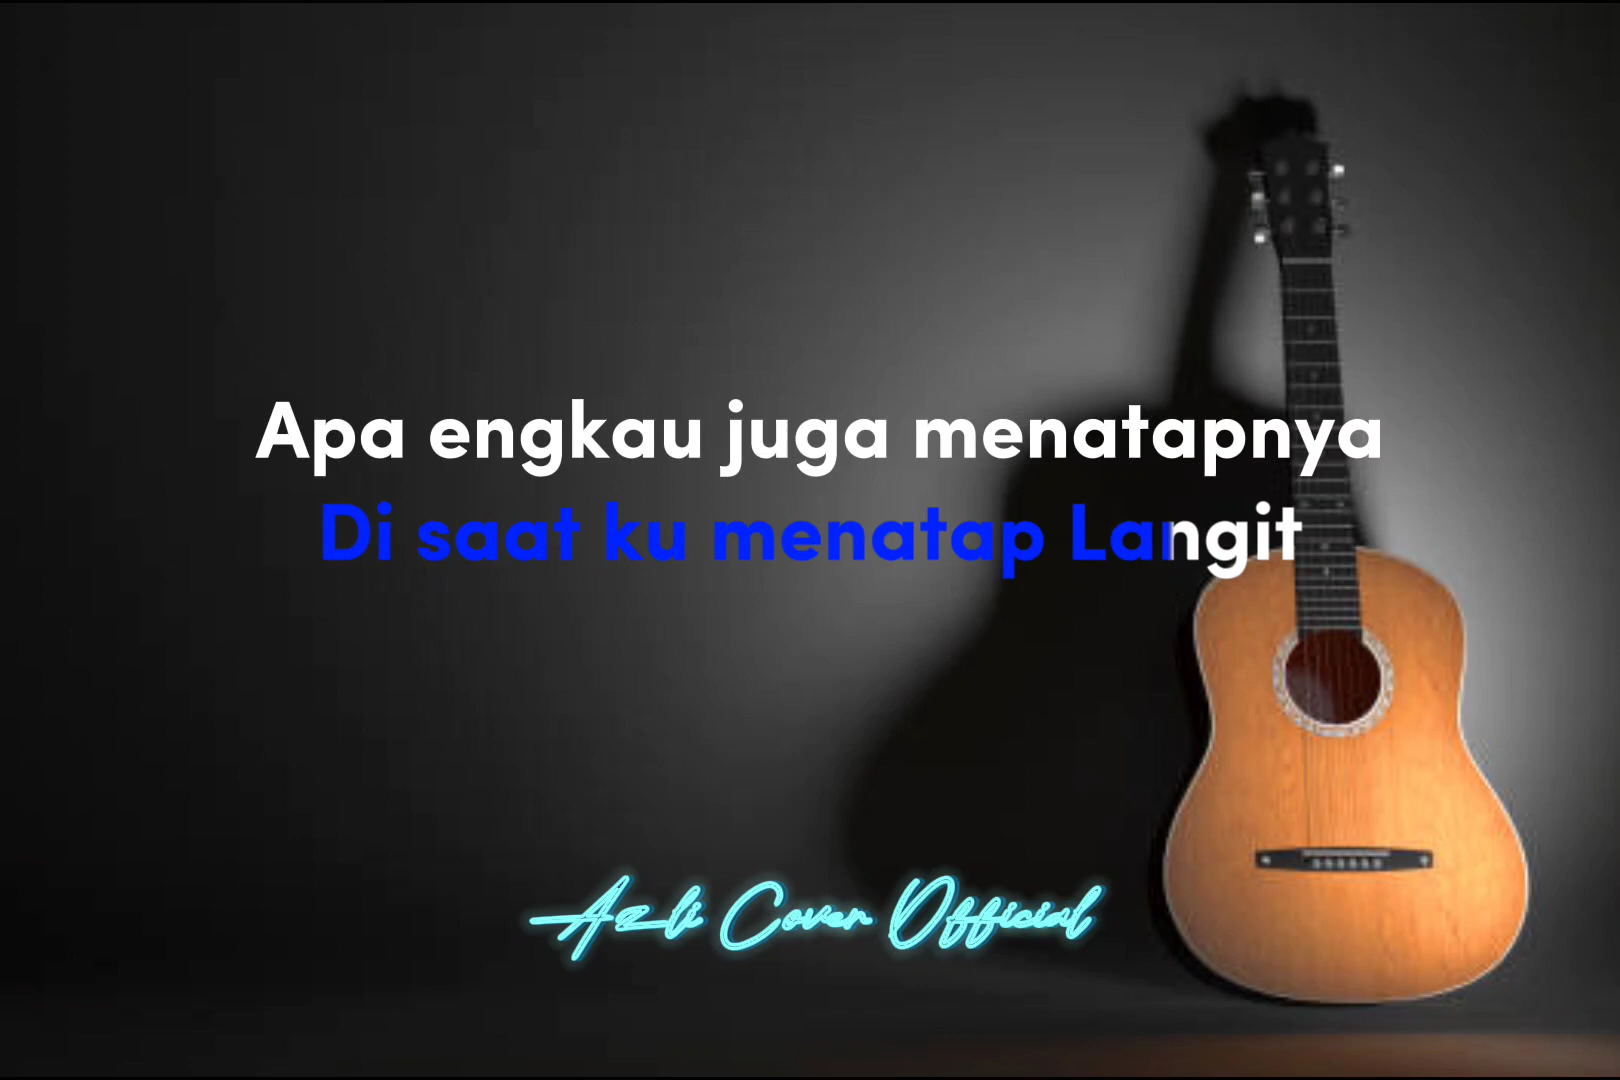 Apa engkau juga menatapnya
Di saat ku menatap Langit
Azli Cover Official